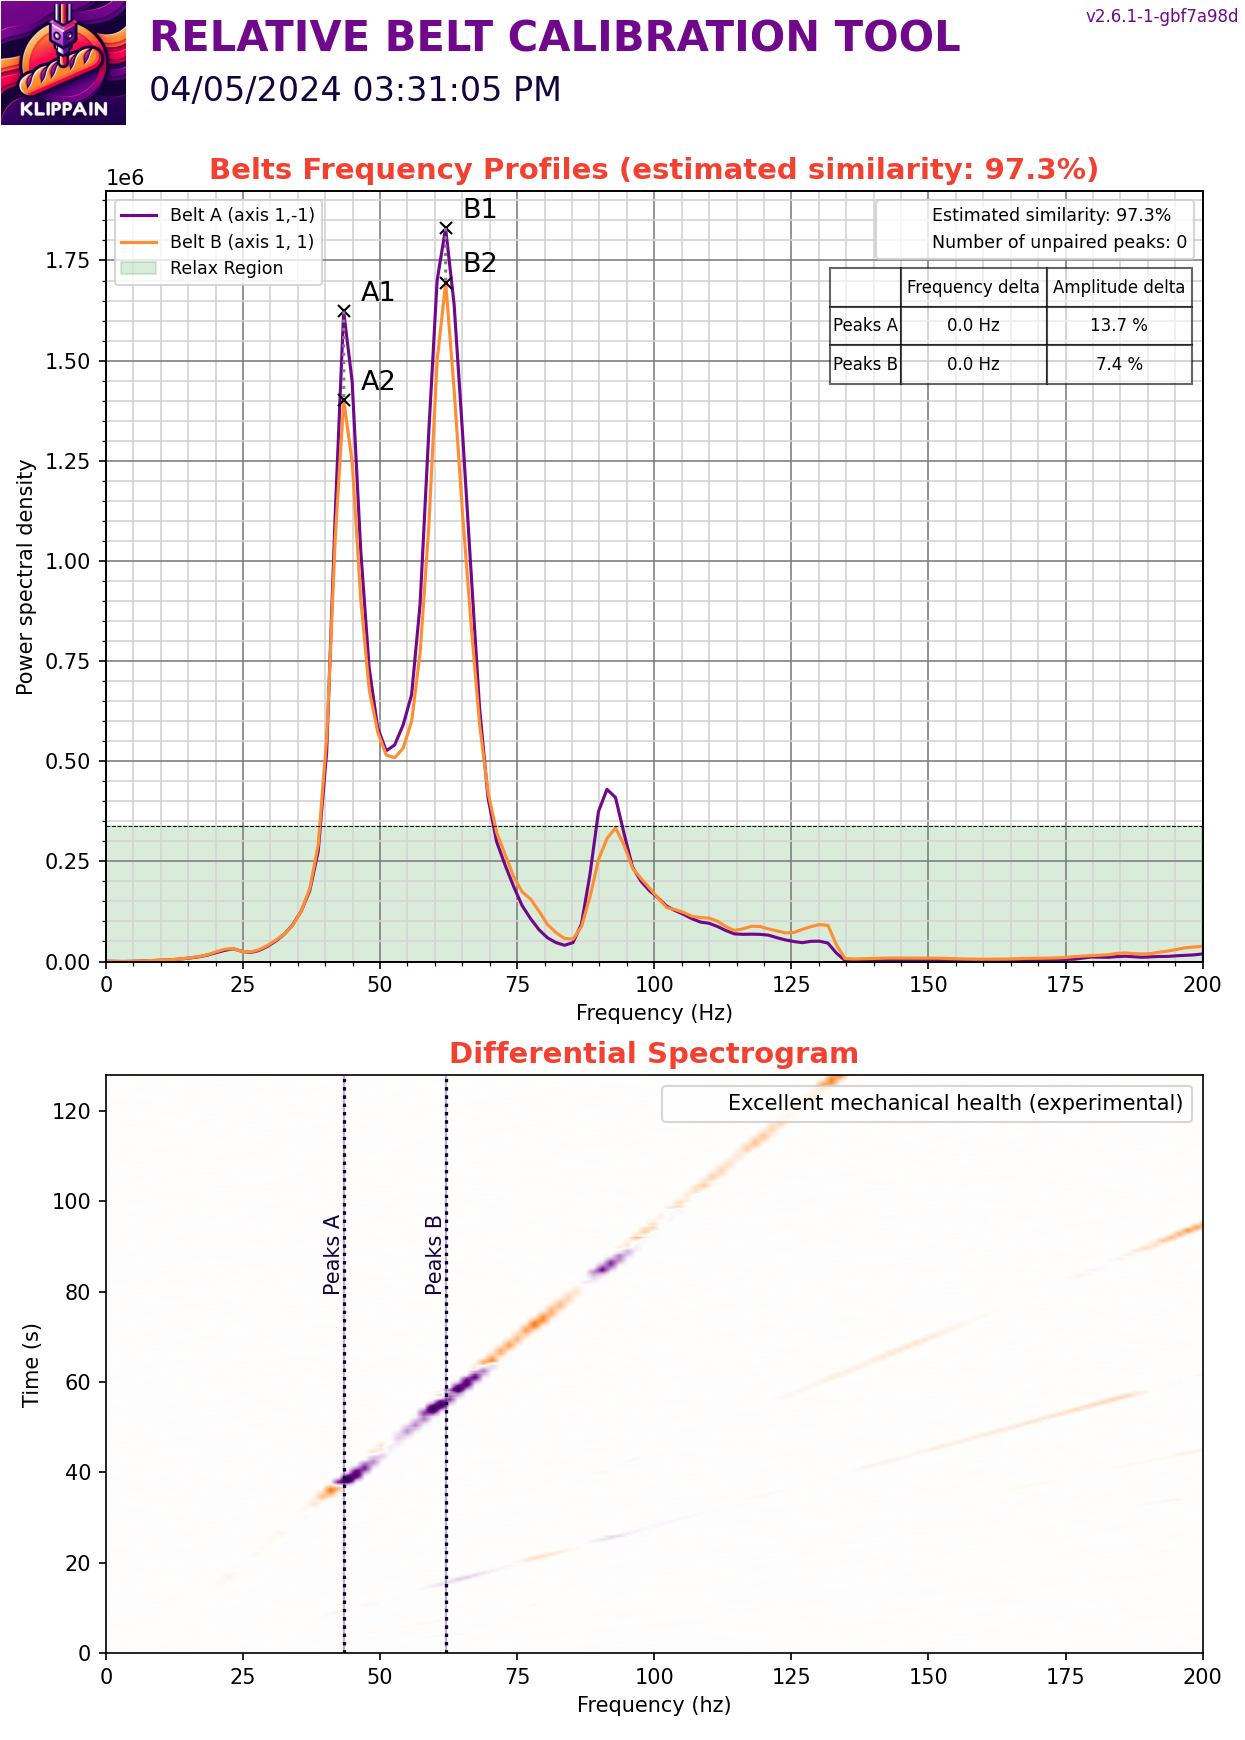 KLIPPAIN
RELATIVE BELT CALIBRATION TOOL
v2.6.1-1-gbf7a98d
04/05/2024 03:31:05 PM
Belts Frequency Profiles (estimated similarity: 97.3%)
1e6
Belt A (axis 1,-1)
Belt B (axis 1, 1)
Relax Region
Estimated similarity: 97.3%
Number of unpaired peaks: 0
Frequency delta Amplitude delta
Peaks A 0.0 Hz 13.7 %
Peaks B 0.0 Hz 7.4 %
B1
B2
A1
A2
Power spectral density
1.75
1.50
1.25
1.00
0.75
0.50
0.25
0.00
0 25 50 75 100 125 150 175 200
Frequency (Hz)
Differential Spectrogram
Excellent mechanical health (experimental)
Peaks A
Peaks B
Time (s)
120
100
80
60
40
20
0
0 25 50 75 100 125 150 175 200
Frequency (hz)